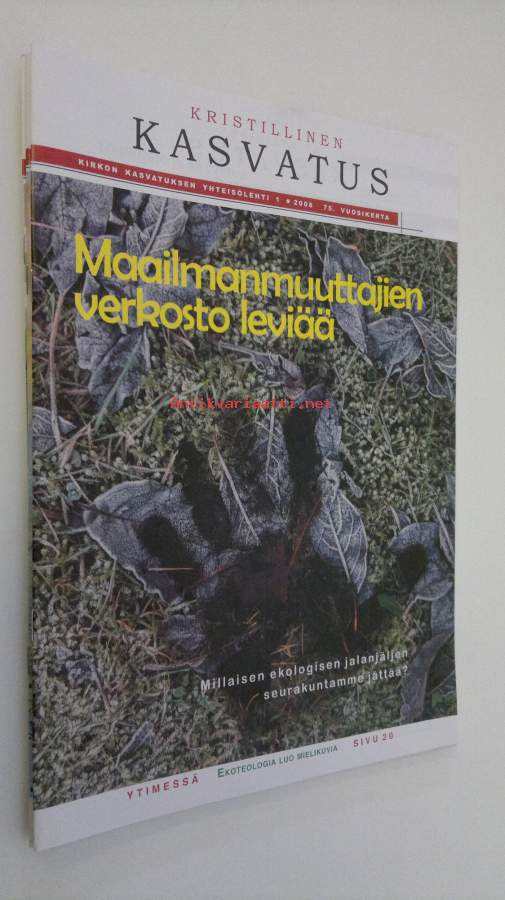 KRISTILLINEN
KASVATUS
KIRKON KASVATUKSEN YHTEISÖLEHTI 1 • 2008 75. VUOSIKERTA
Maailmanmuuttajien
verkosto leviää
Antikvariaatti.net
Millaisen ekologisen jalanjäljen
seurakuntamme jättää?
YTIMESSÄ EKOTEOLOGIA LUO MIELIKUVIA SIVU 20